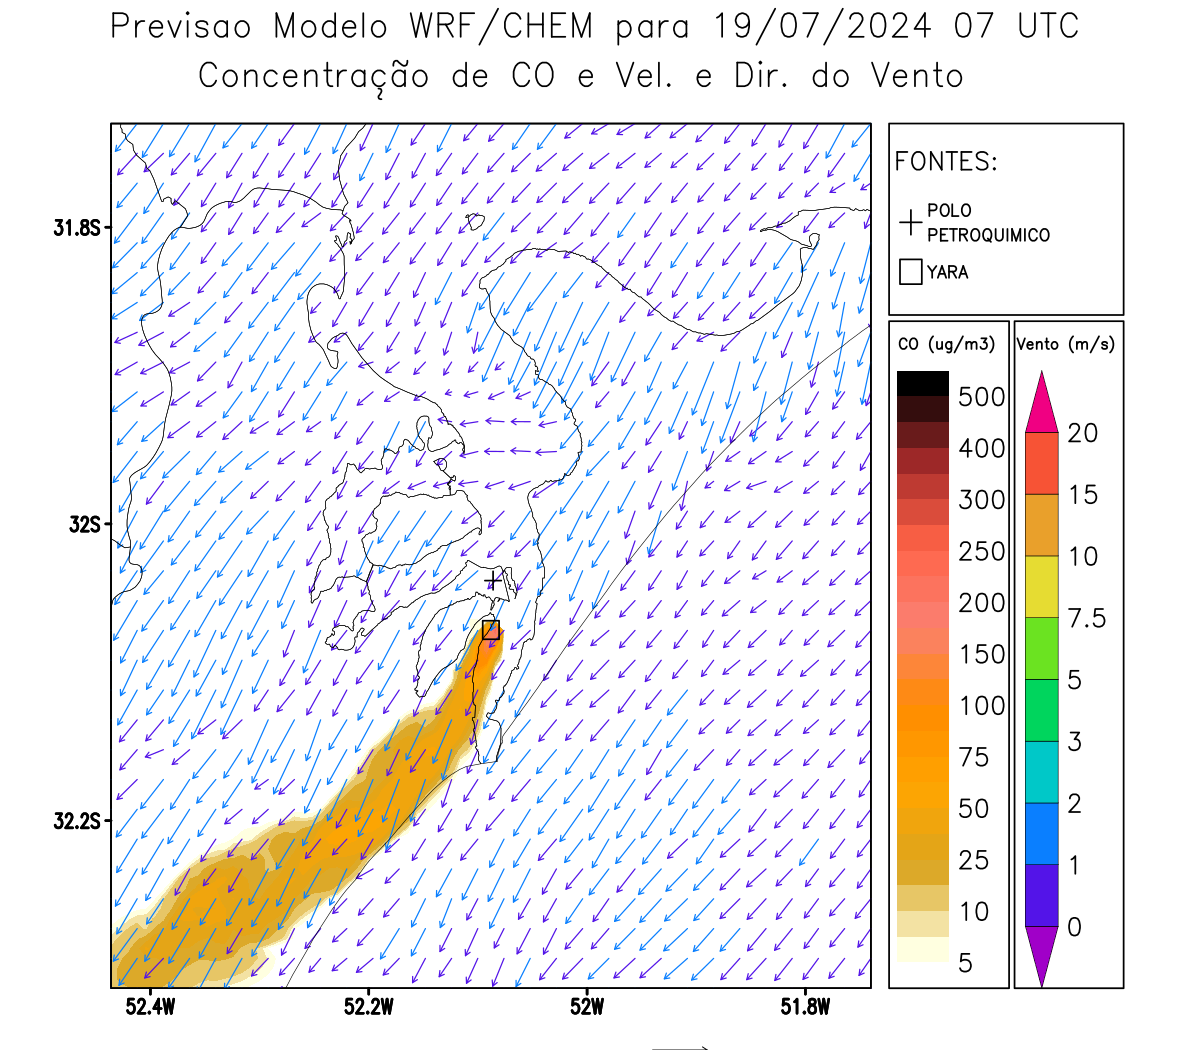 Previsao Modelo WRF/CHEM para 19/07/2024 07 UTC
Concentração de CO e Vel. e Dir. do Vento
FONTES:
POLO
PETROQUIMICO
YARA
CO (ug/m3)
500
400
300
250
200
150
100
75
50
25
10
5
Vento (m/s)
20
15
10
7.5
5
3
2
1
0
31.8S
32S
32.2S
52.4W
52.2W
52W
51.8W